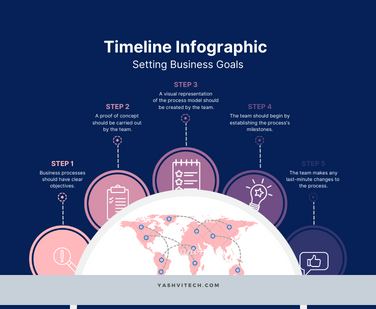 Timeline Infographic
Setting Business Goals
STEP 1
Business processes
should have clear
objectives.
STEP 2
A proof of concept
should be carried out
by the team.
STEP 3
A visual representation
of the process model should
be created by the team.
STEP 4
The team should begin by
establishing the process's
milestones.
STEP 5
The team makes any
last-minute changes to
the process.
YASHVITECH.COM